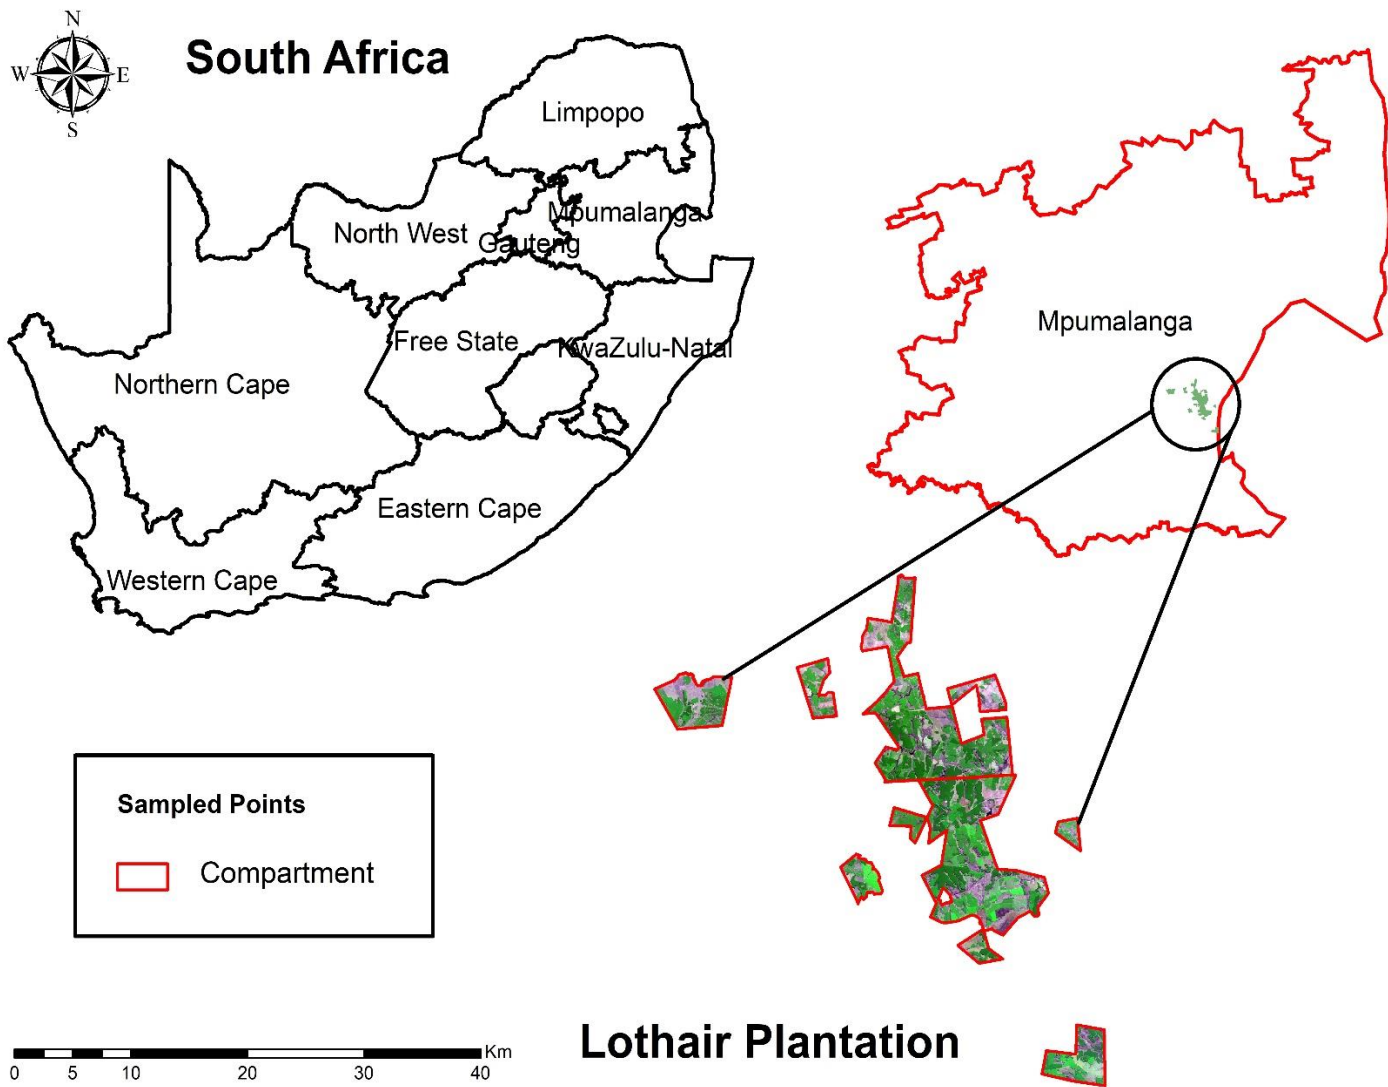 N
W E
S
South Africa
Limpopo
Mpumalanga
North West
Gauteng
Free State
KwaZulu-Natal
Northern Cape
Eastern Cape
Western Cape
Mpumalanga
Sampled Points
Compartment
Lothair Plantation
Km
0 5 10 20 30 40